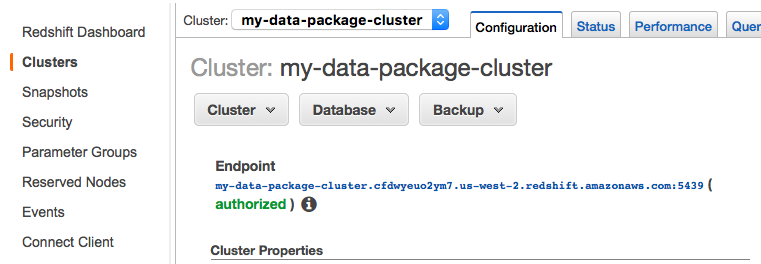 Redshift Dashboard
Clusters
Snapshots
Security
Parameter Groups
Reserved Nodes
Events
Connect Client
Cluster: my-data-package-cluster
Configuration Status Performance Quer
Cluster: my-data-package-cluster
Cluster Database Backup
Endpoint
my-data-package-cluster.cfdwyeuo2ym7.us-west-2.redshift.amazonaws.com:5439 (
authorized )
Cluster Properties